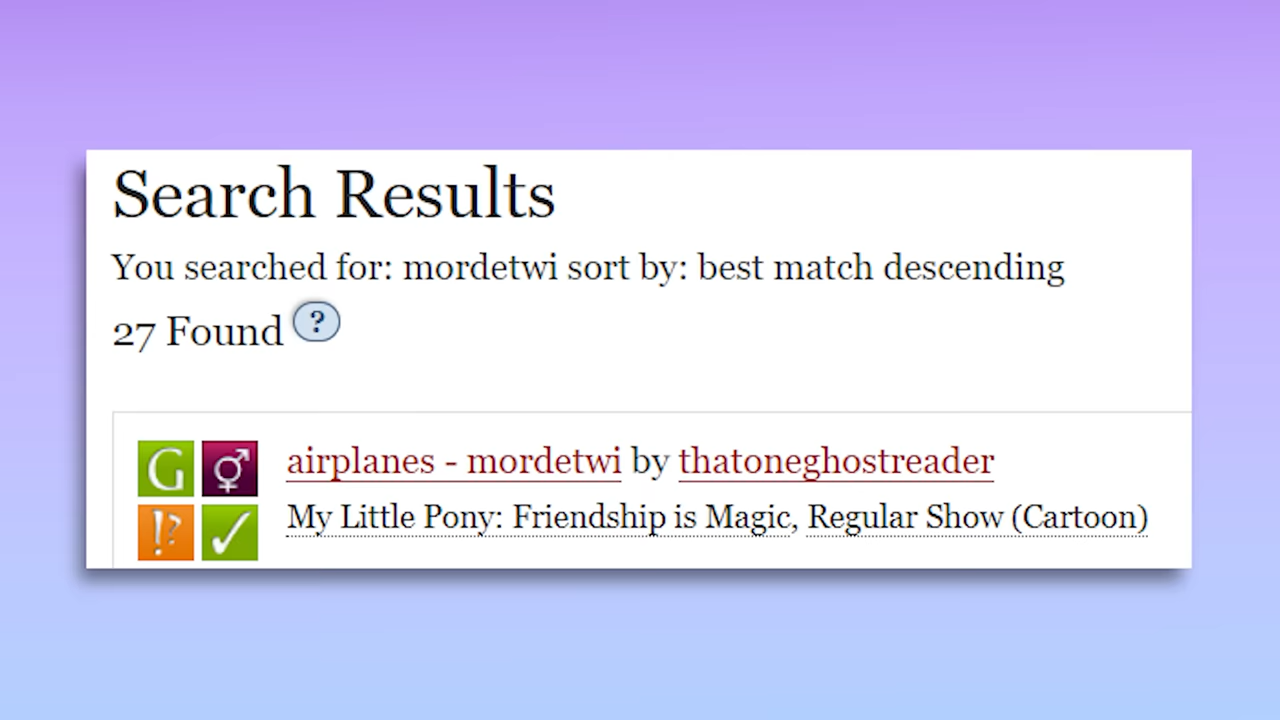 Search Results
You searched for: mordetwi sort by: best match descending
27 Found ?
G
airplanes - mordetwi by thatoneghostreader
!?
My Little Pony: Friendship is Magic, Regular Show (Cartoon)